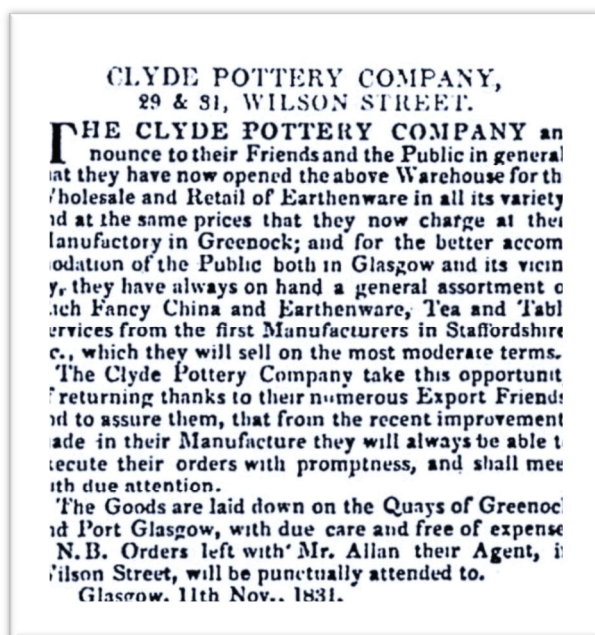 CLYDE POTTERY COMPANY,
29 & 31, WILSON STREET.
THE CLYDE POTTERY COMPANY an
nounce to their Friends and the Public in general
at they have now opened the above Warehouse for th
holesale and Retail of Earthenware in all its variety
nd at the same prices that they now charge at thei
anufactory in Greenock; and for the better accom
odation of the Public both in Glasgow and its vicin
y, they have always on hand a general assortment o
ich Fancy China and Earthenware, Tea and Tabl
ervices from the first Manufacturers in Staffordshire
c., which they will sell on the most moderate terms.
The Clyde Pottery Company take this opportunit
f returning thanks to their numerous Export Friends
nd to assure them, that from the recent improvement
ade in their Manufacture they will always be able t
xecute their orders with promptness, and shall mee
ith due attention.
The Goods are laid down on the Quays of Greenoc
nd Port Glasgow, with due care and free of expense
N.B. Orders left with Mr. Allan their Agent, i
ilson Street, will be punctually attended to.
Glasgow, 11th Nov., 1831.